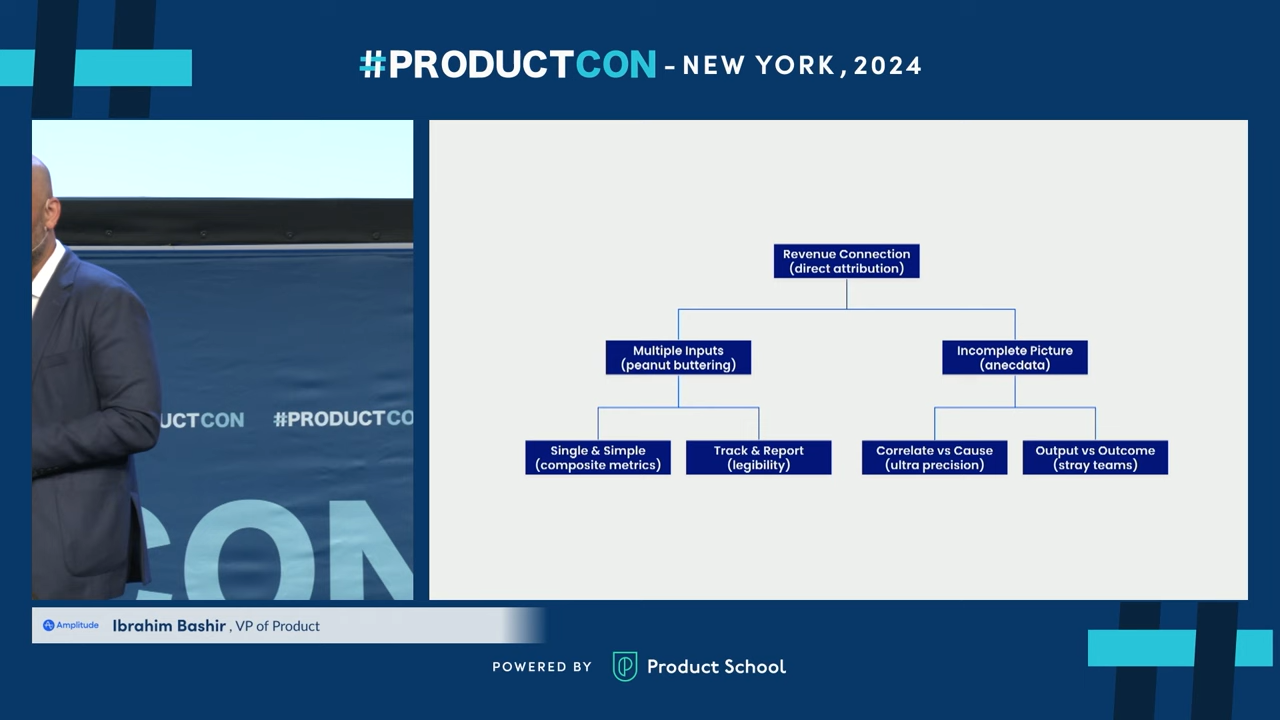 #PRODUCTCON - NEW YORK, 2024
UCTCON #PRODUCTCO
CON
Revenue Connection
(direct attribution)
Multiple Inputs
(peanut buttering)
Incomplete Picture
(anecdata)
Single & Simple
(composite metrics)
Track & Report
(legibility)
Correlate vs Cause
(ultra precision)
Output vs Outcome
(stray teams)
Amplitude Ibrahim Bashir , VP of Product
POWERED BY Product School